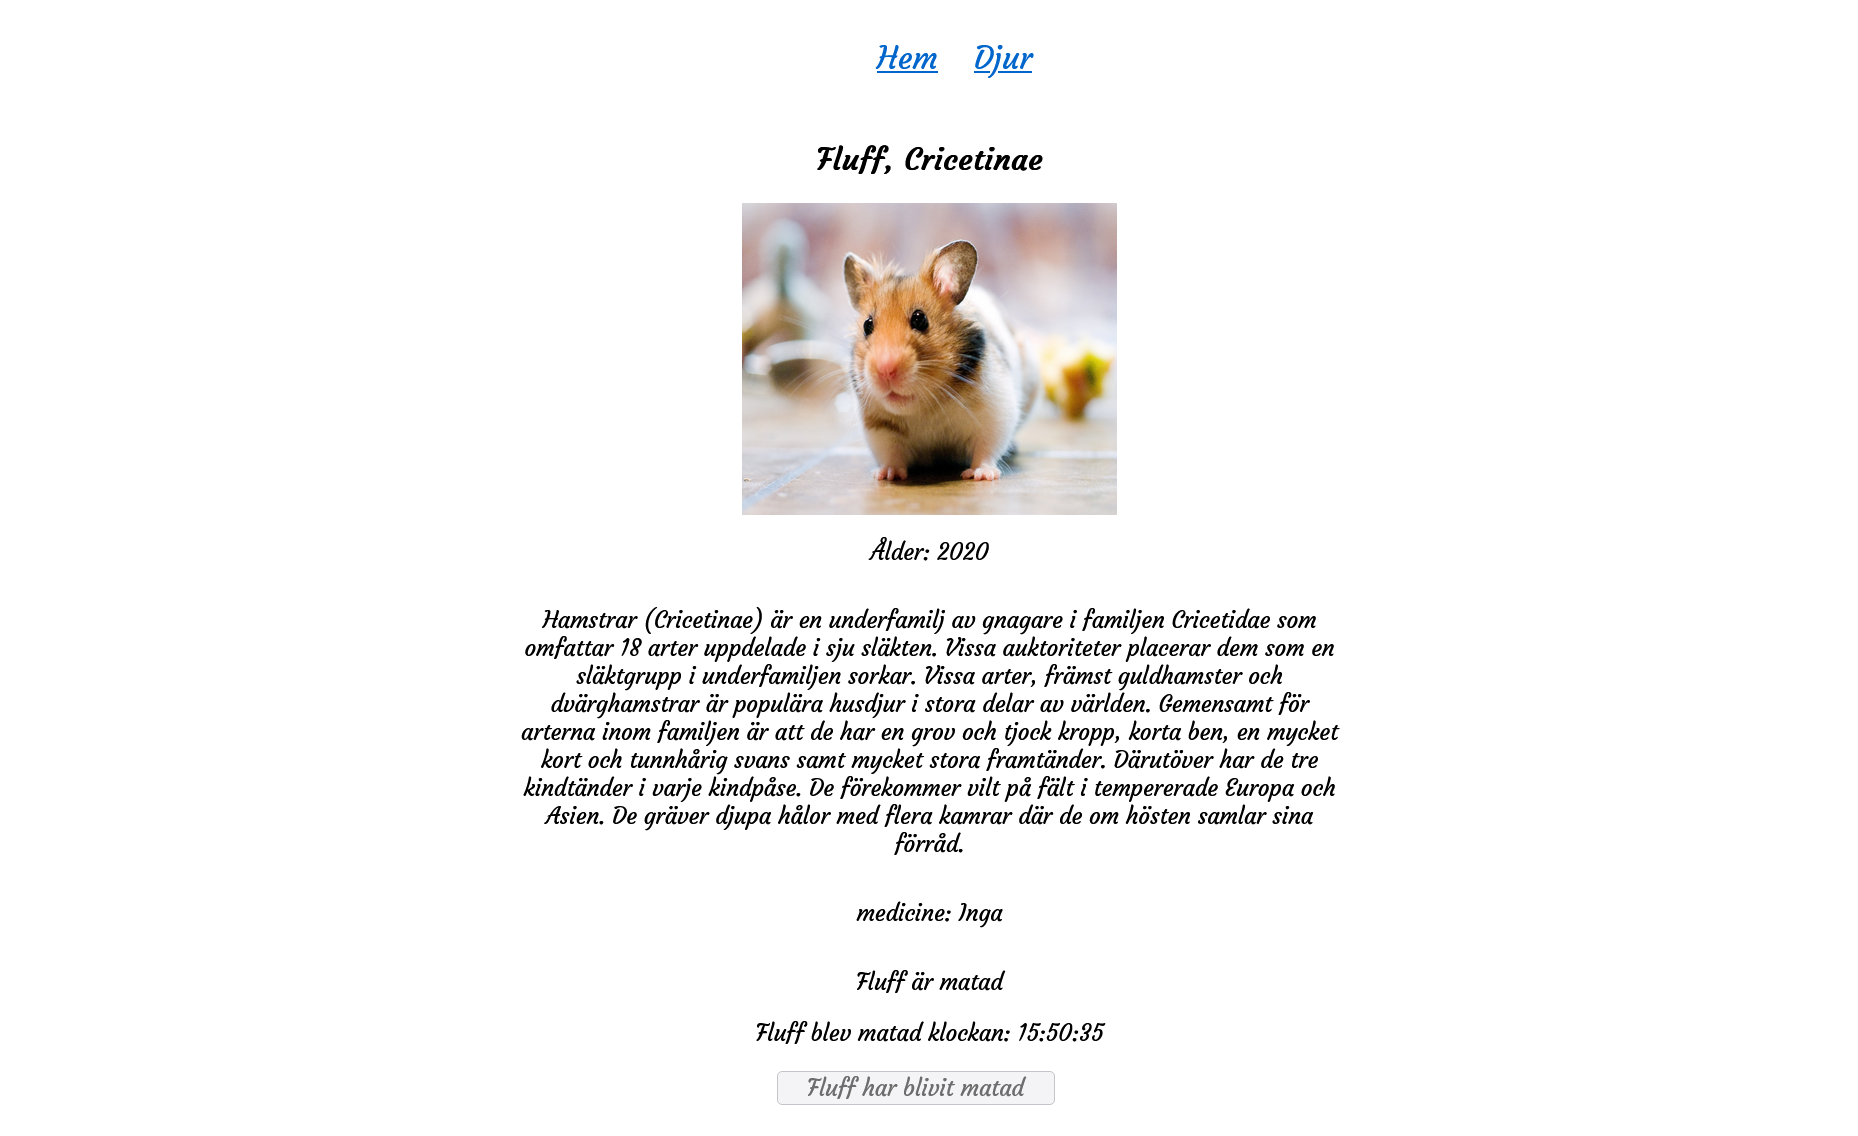 Hem Djur
Fluff, Cricetinae
Ålder: 2020
Hamstrar (Cricetinae) är en underfamilj av gnagare i familjen Cricetidae som
omfattar 18 arter uppdelade i sju släkten. Vissa auktoriteter placerar dem som en
släktgrupp i underfamiljen sorkar. Vissa arter, främst guldhamster och
dvärghamstrar är populära husdjur i stora delar av världen. Gemensamt för
arterna inom familjen är att de har en grov och tjock kropp, korta ben, en mycket
kort och tunnhårig svans samt mycket stora framtänder. Därutöver har de tre
kindtänder i varje kindpåse. De förekommer vilt på fält i tempererade Europa och
Asien. De gräver djupa hålor med flera kamrar där de om hösten samlar sina
förråd.
medicine: Inga
Fluff är matad
Fluff blev matad klockan: 15:50:35
Fluff har blivit matad